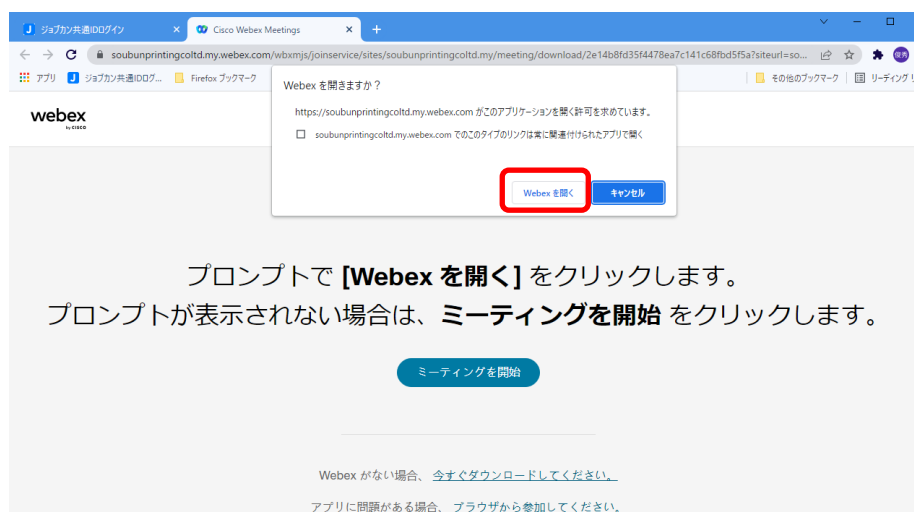 ジョブカン共通IDログイン
Cisco Webex Meetings
soubunprintingcoltd.my.webex.com/wbxmjs/joinservice/sites/soubunprintingcoltd.my/meeting/download/2e14b8fd35f4478ea7c141c68fbd5f5a?siteurl=so...
アプリ ジョブカン共通IDログ... Firefox ブックマーク その他のブックマーク リーディング リ
webex
by CISCO
Webex を開きますか？
https://soubunprintingcoltd.my.webex.com がこのアプリケーションを開く許可を求めています。
soubunprintingcoltd.my.webex.com でのこのタイプのリンクは常に関連付けられたアプリで開く
Webex を開く キャンセル
プロンプトで [Webex を開く] をクリックします。
プロンプトが表示されない場合は、ミーティングを開始 をクリックします。
ミーティングを開始
Webex がない場合、 今すぐダウンロードしてください。
アプリに問題がある場合、 ブラウザから参加してください。